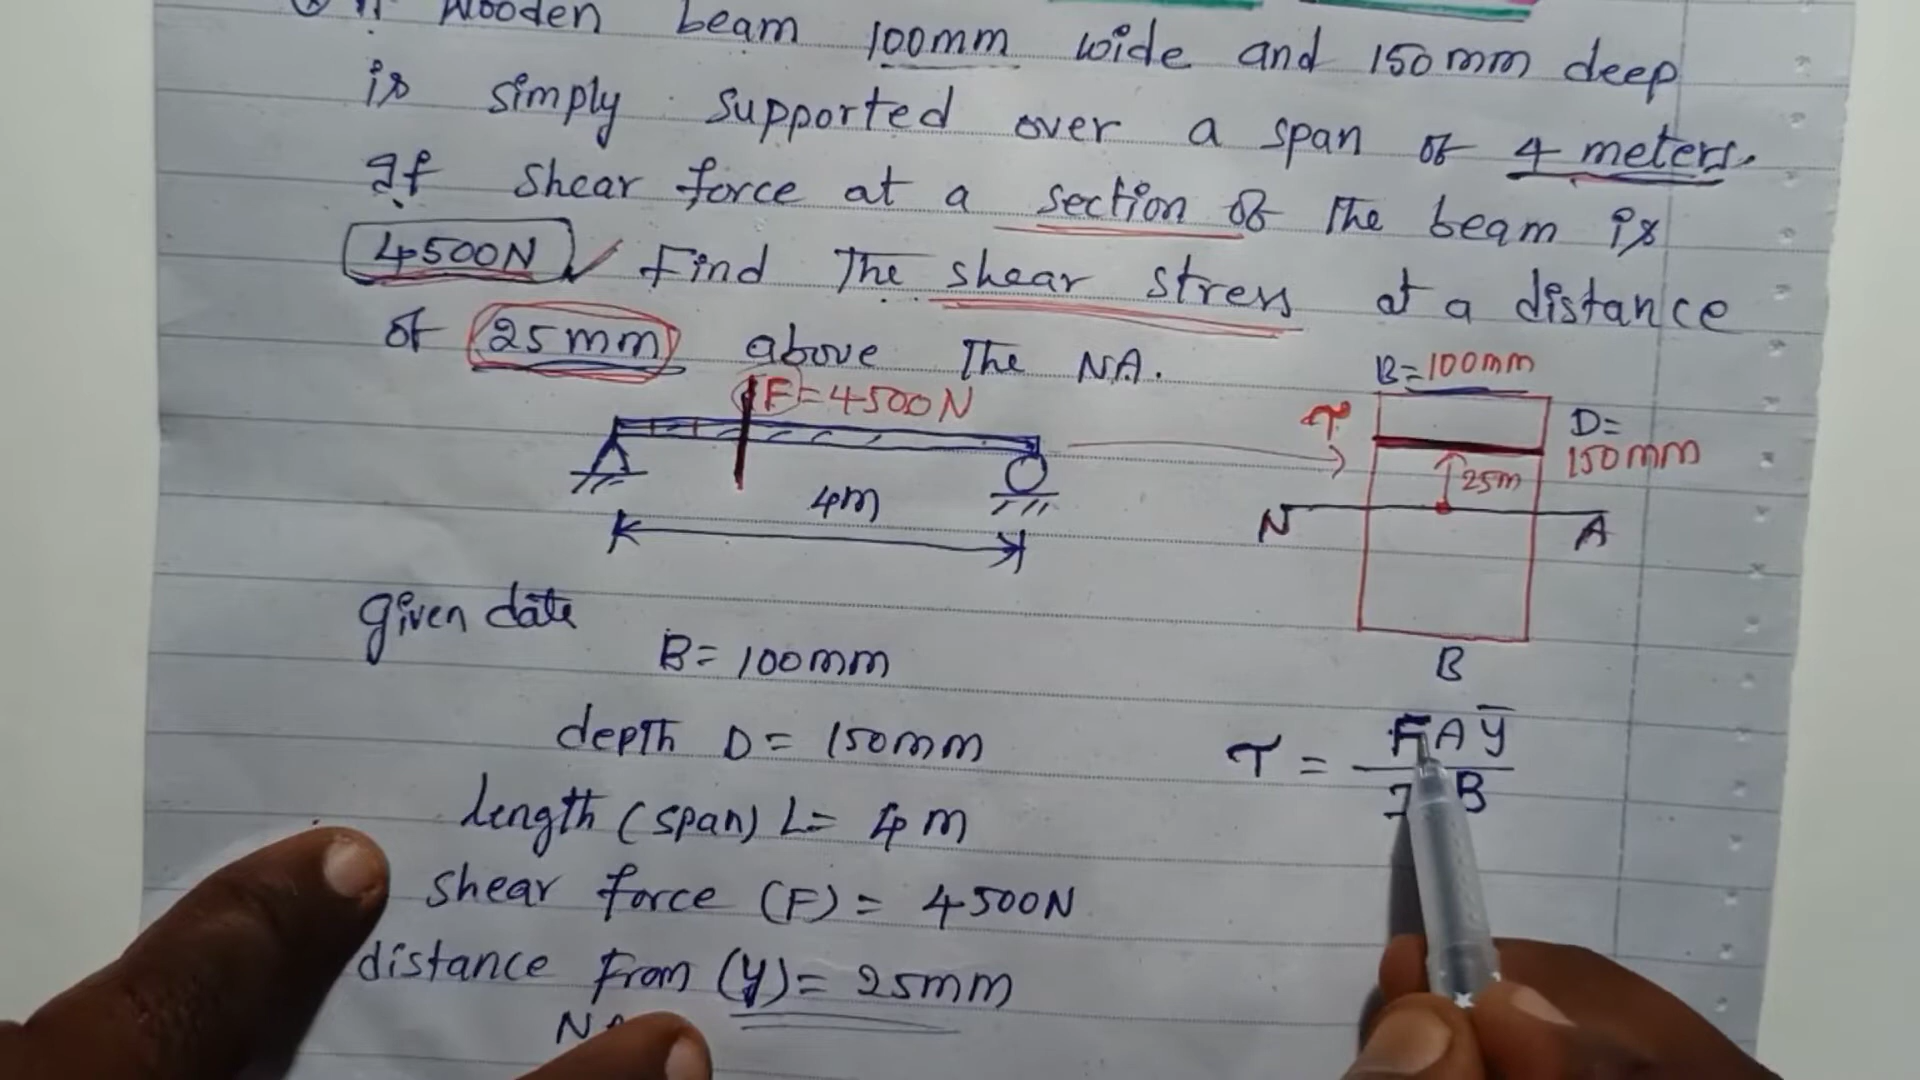 Wooden beam 100mm wide and 150mm deep
is simply supported over a span of 4 meters.
If shear force at a section of the beam is
4500N Find the shear stress at a distance
of 25mm above the NA.
B=100mm
F=4500N
τ
D=
150mm
25m
4m
N A
given date
B= 100mm
B
depth D= 150mm
τ = FAȳ
B
length (span) L= 4m
shear force (F)= 4500N
distance from (y)= 25mm